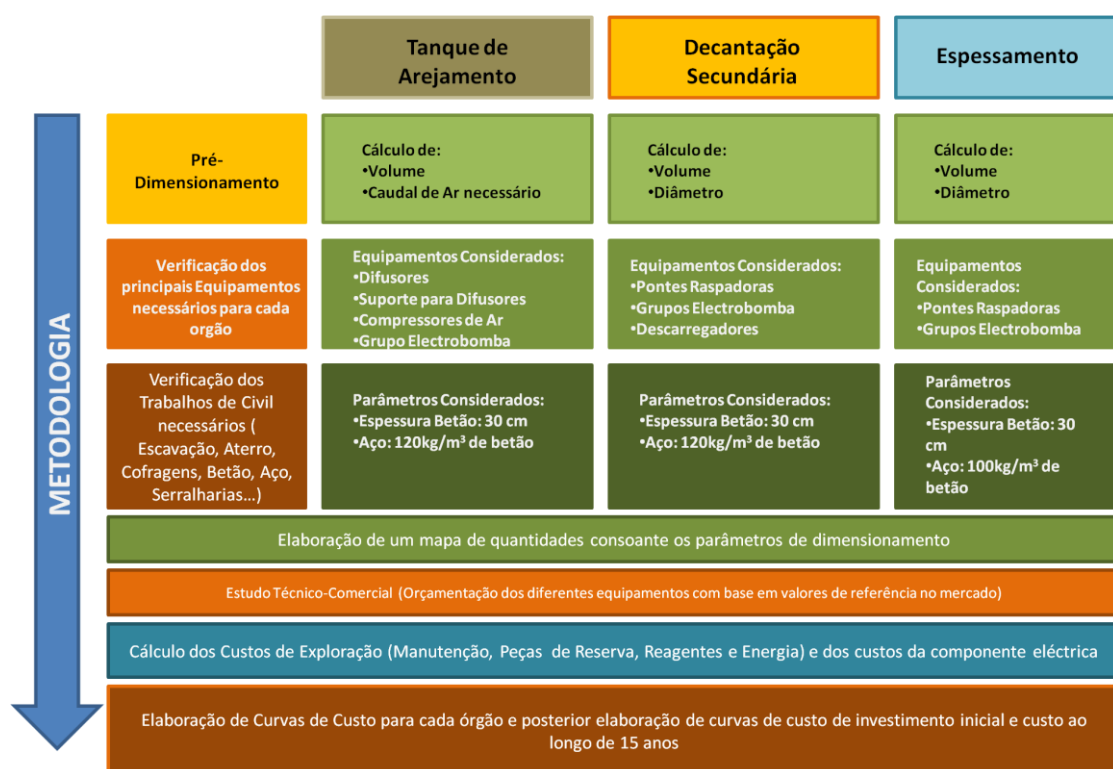 Tanque de
Arejamento
Decantação
Secundária
Espessamento
METODOLOGIA
Pré-
Dimensionamento
Cálculo de:
•Volume
•Caudal de Ar necessário
Cálculo de:
•Volume
•Diâmetro
Cálculo de:
•Volume
•Diâmetro
Verificação dos
principais Equipamentos
necessários para cada
orgão
Equipamentos Considerados:
•Difusores
•Suporte para Difusores
•Compressores de Ar
•Grupo Electrobomba
Equipamentos Considerados:
•Pontes Raspadoras
•Grupos Electrobomba
•Descarregadores
Equipamentos
Considerados:
•Pontes Raspadoras
•Grupos Electrobomba
Verificação dos
Trabalhos de Civil
necessários (
Escavação, Aterro,
Cofragens, Betão, Aço,
Serralharias...)
Parâmetros Considerados:
•Espessura Betão: 30 cm
•Aço: 120kg/m³ de betão
Parâmetros Considerados:
•Espessura Betão: 30 cm
•Aço: 120kg/m³ de betão
Parâmetros
Considerados:
•Espessura Betão: 30
cm
•Aço: 100kg/m³ de
betão
Elaboração de um mapa de quantidades consoante os parâmetros de dimensionamento
Estudo Técnico-Comercial (Orçamentação dos diferentes equipamentos com base em valores de referência no mercado)
Cálculo dos Custos de Exploração (Manutenção, Peças de Reserva, Reagentes e Energia) e dos custos da componente eléctrica
Elaboração de Curvas de Custo para cada órgão e posterior elaboração de curvas de custo de investimento inicial e custo ao
longo de 15 anos